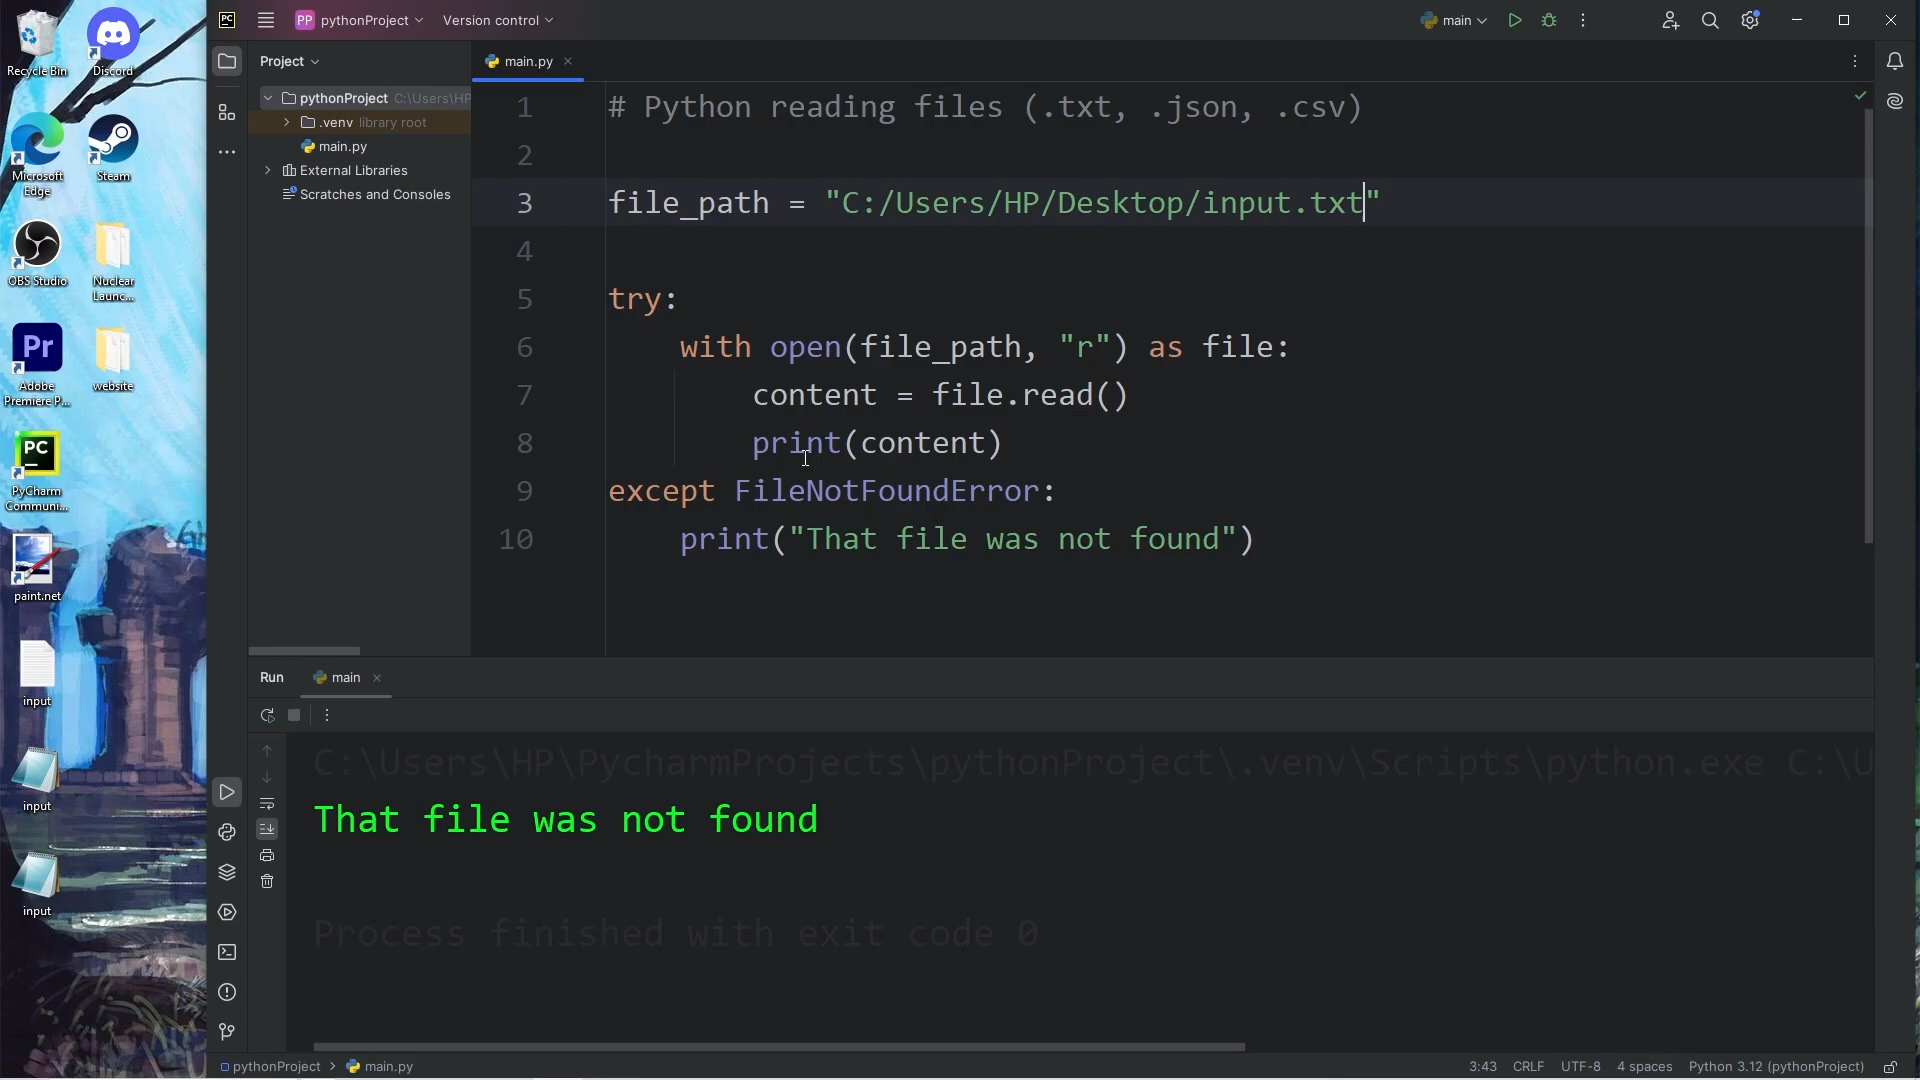 Recycle Bin
Discord
Microsoft
Edge
Steam
OBS Studio
Nuclear
Launc...
Pr
Adobe
Premiere P...
website
PC
PyCharm
Communi...
paint.net
input
input
input
PC
PP pythonProject
Version control
main
Project
pythonProject C:\Users\HP
.venv library root
main.py
External Libraries
Scratches and Consoles
main.py
1 # Python reading files (.txt, .json, .csv)
2
3 file_path = "C:/Users/HP/Desktop/input.txt"
4
5 try:
6 with open(file_path, "r") as file:
7 content = file.read()
8 print(content)
9 except FileNotFoundError:
10 print("That file was not found")
Run
main
C:\Users\HP\PycharmProjects\pythonProject\.venv\Scripts\python.exe C:\U
That file was not found
Process finished with exit code 0
pythonProject > main.py
3:43 CRLF UTF-8 4 spaces Python 3.12 (pythonProject)